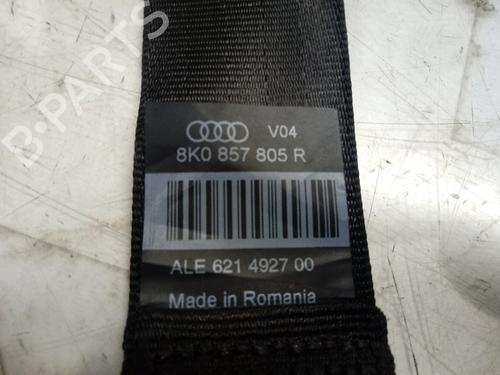 B-PARTS
V04
8K0 857 805 R
ALE 621 4927 00
Made in Romania